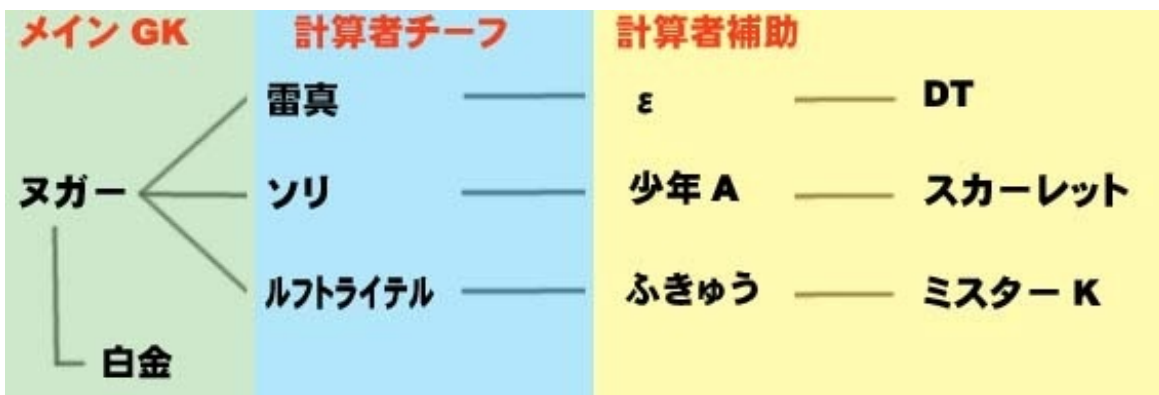 メイン GK 計算者チーフ 計算者補助
雷真 ε DT
ヌガー ソリ 少年 A スカーレット
ルフトライテル ふきゅう ミスター K
白金